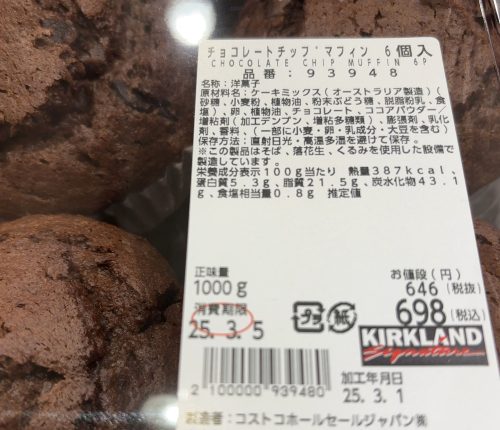 チョコレートチップ マフィン 6個入
CHOCOLATE CHIP MUFFIN 6P
品番:93948
名称:洋菓子
原材料名:ケーキミックス(オーストラリア製造)(
砂糖、小麦粉、植物油、粉末ぶどう糖、脱脂粉乳、食
塩)、卵、植物油、チョコレート、ココアパウダー/
増粘剤(加工デンプン、増粘多糖類)、膨張剤、乳化
剤、香料、(一部に小麦・卵・乳成分・大豆を含む)
保存方法:直射日光・高温多湿を避けて保存。
※この製品はそば、落花生、くるみを使用した設備で
製造しています。
栄養成分表示100g当たり 熱量387kcal、
蛋白質5.3g、脂質21.5g、炭水化物43.1
g、食塩相当量0.8g 推定値
正味量
1000g
お値段(円)
646(税抜)
698(税込)
消費期限
25.3.5
プラ
紙
KIRKLAND
Signature
加工年月日
25.3.1
2 100000 939480
お造者:コストコホールセールジャパン㈱